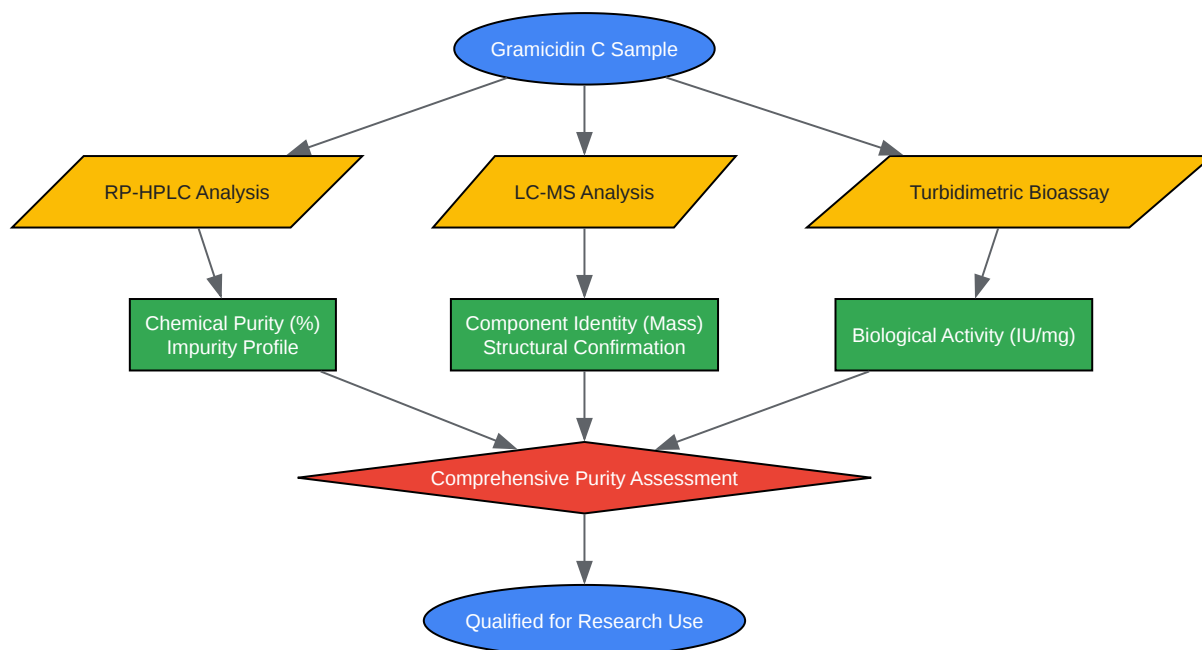 Gramicidin C Sample
RP-HPLC Analysis
LC-MS Analysis
Turbidimetric Bioassay
Chemical Purity (%)
Impurity Profile
Component Identity (Mass)
Structural Confirmation
Biological Activity (IU/mg)
Comprehensive Purity Assessment
Qualified for Research Use